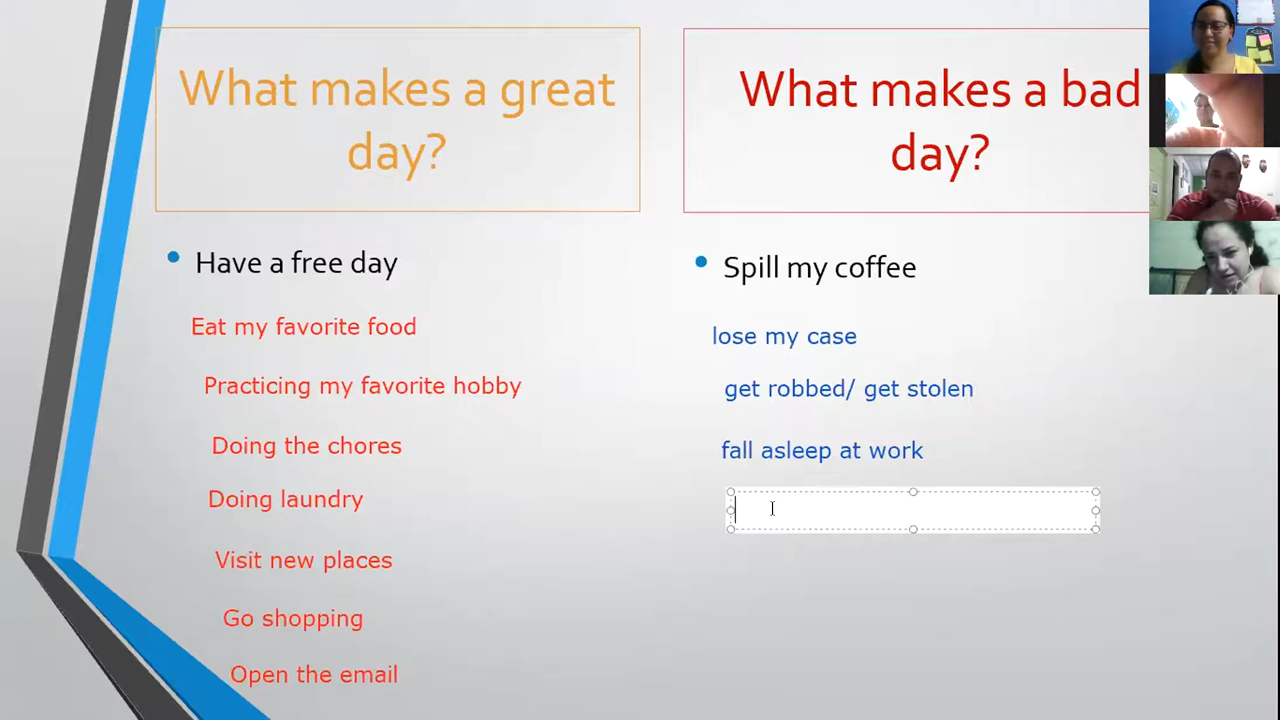 What makes a great
day?
Have a free day
Eat my favorite food
Practicing my favorite hobby
Doing the chores
Doing laundry
Visit new places
Go shopping
Open the email
What makes a bad
day?
Spill my coffee
lose my case
get robbed/ get stolen
fall asleep at work